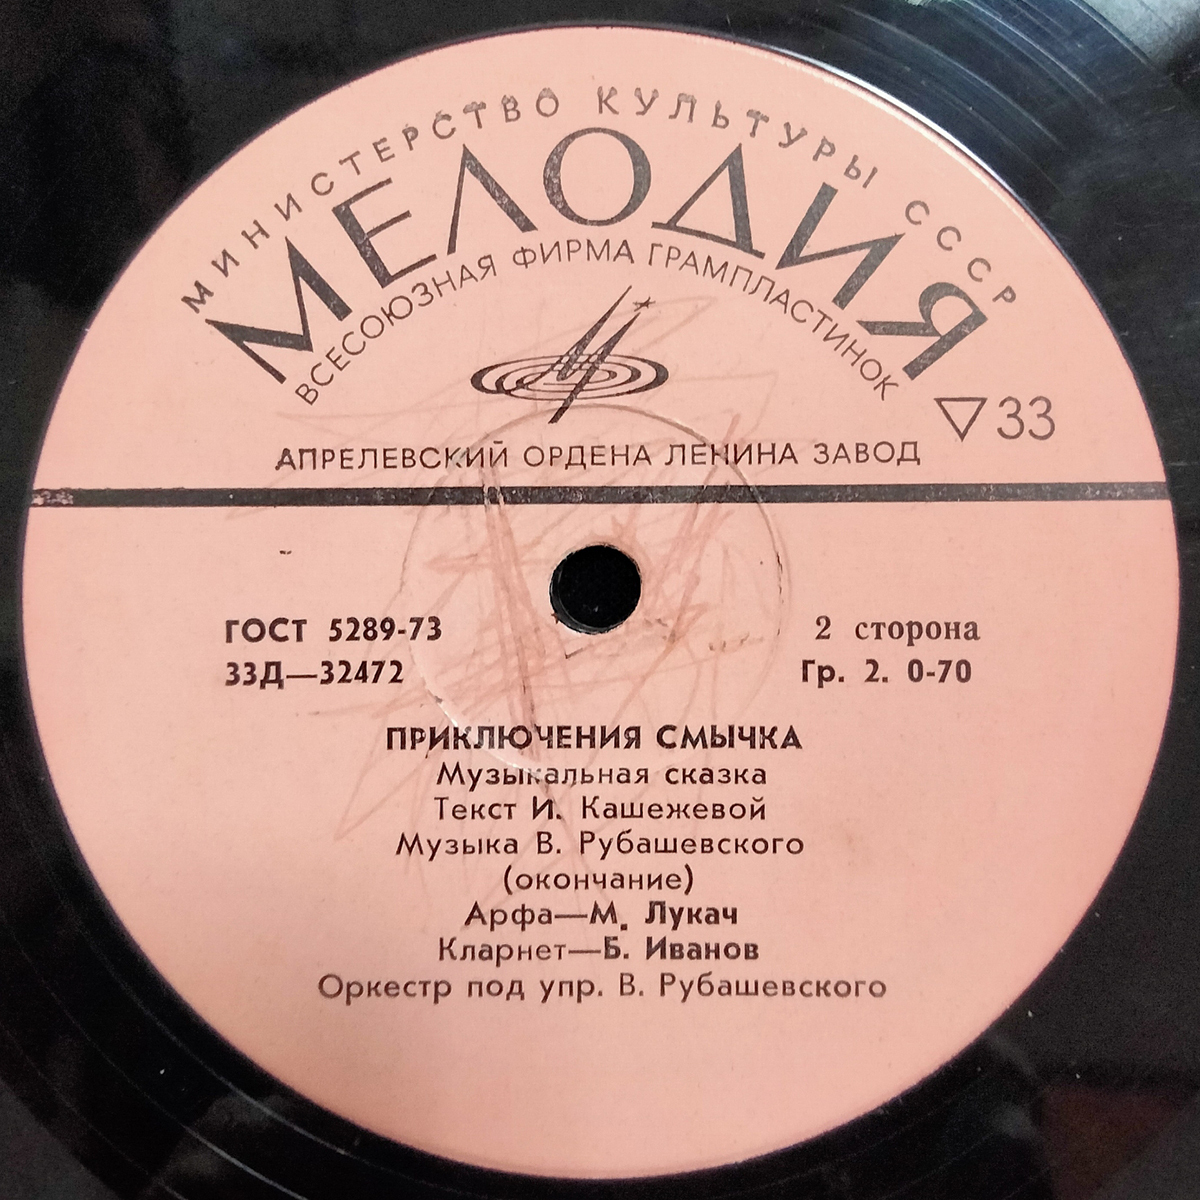 МИНИСТЕРСТВО КУЛЬТУРЫ СССР
МЕЛОДИЯ
ВСЕСОЮЗНАЯ ФИРМА ГРАМПЛАСТИНОК
▽33
АПРЕЛЕВСКИЙ ОРДЕНА ЛЕНИНА ЗАВОД
ГОСТ 5289-73
2 сторона
33Д—32472
Гр. 2. 0-70
ПРИКЛЮЧЕНИЯ СМЫЧКА
Музыкальная сказка
Текст И. Кашежевой
Музыка В. Рубашевского
(окончание)
Арфа—М. Лукач
Кларнет—Б. Иванов
Оркестр под упр. В. Рубашевского